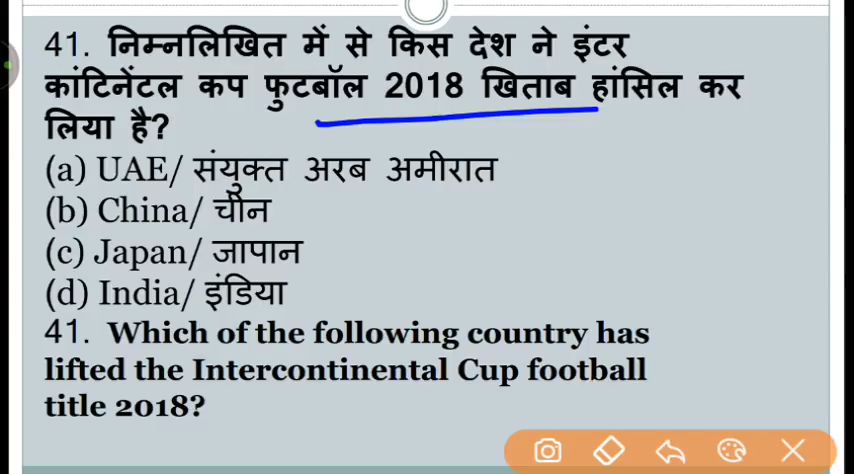 41. निम्नलिखित में से किस देश ने इंटर
कांटिनेंटल कप फुटबॉल 2018 खिताब हांसिल कर
लिया है?
(a) UAE/ संयुक्त अरब अमीरात
(b) China/ चीन
(c) Japan/ जापान
(d) India/ इंडिया
41. Which of the following country has
lifted the Intercontinental Cup football
title 2018?